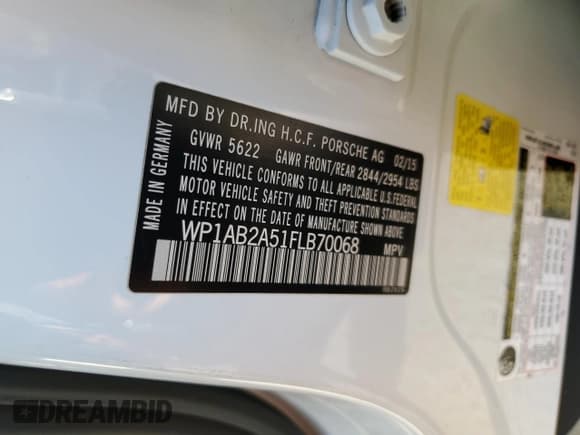 MFD BY DR.ING H.C.F. PORSCHE AG 02/15
GVWR 5622 GAWR FRONT/REAR 2844/2954 LBS
THIS VEHICLE CONFORMS TO ALL APPLICABLE U.S.FEDERAL
MOTOR VEHICLE SAFETY AND THEFT PREVENTION STANDARDS
IN EFFECT ON THE DATE OF MANUFACTURE SHOWN ABOVE.
WP1AB2A51FLB70068 MPV
MADE IN GERMANY
DREAMBID